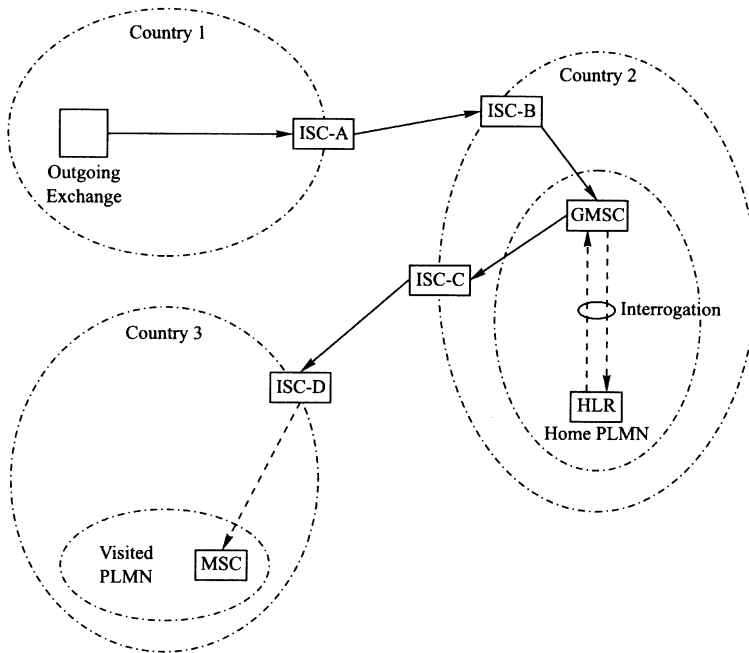 Country 1
Country 2
ISC-B
ISC-A
Outgoing
Exchange
GMSC
ISC-C
Interrogation
Country 3
ISC-D
HLR
Home PLMN
Visited
PLMN
MSC